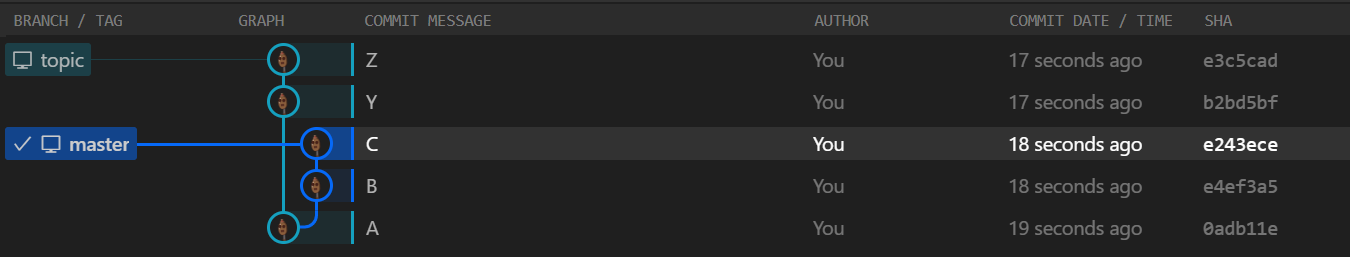 BRANCH / TAG GRAPH COMMIT MESSAGE AUTHOR COMMIT DATE / TIME SHA
topic Z You 17 seconds ago e3c5cad
Y You 17 seconds ago b2bd5bf
master C You 18 seconds ago e243ece
B You 18 seconds ago e4ef3a5
A You 19 seconds ago 0adb11e